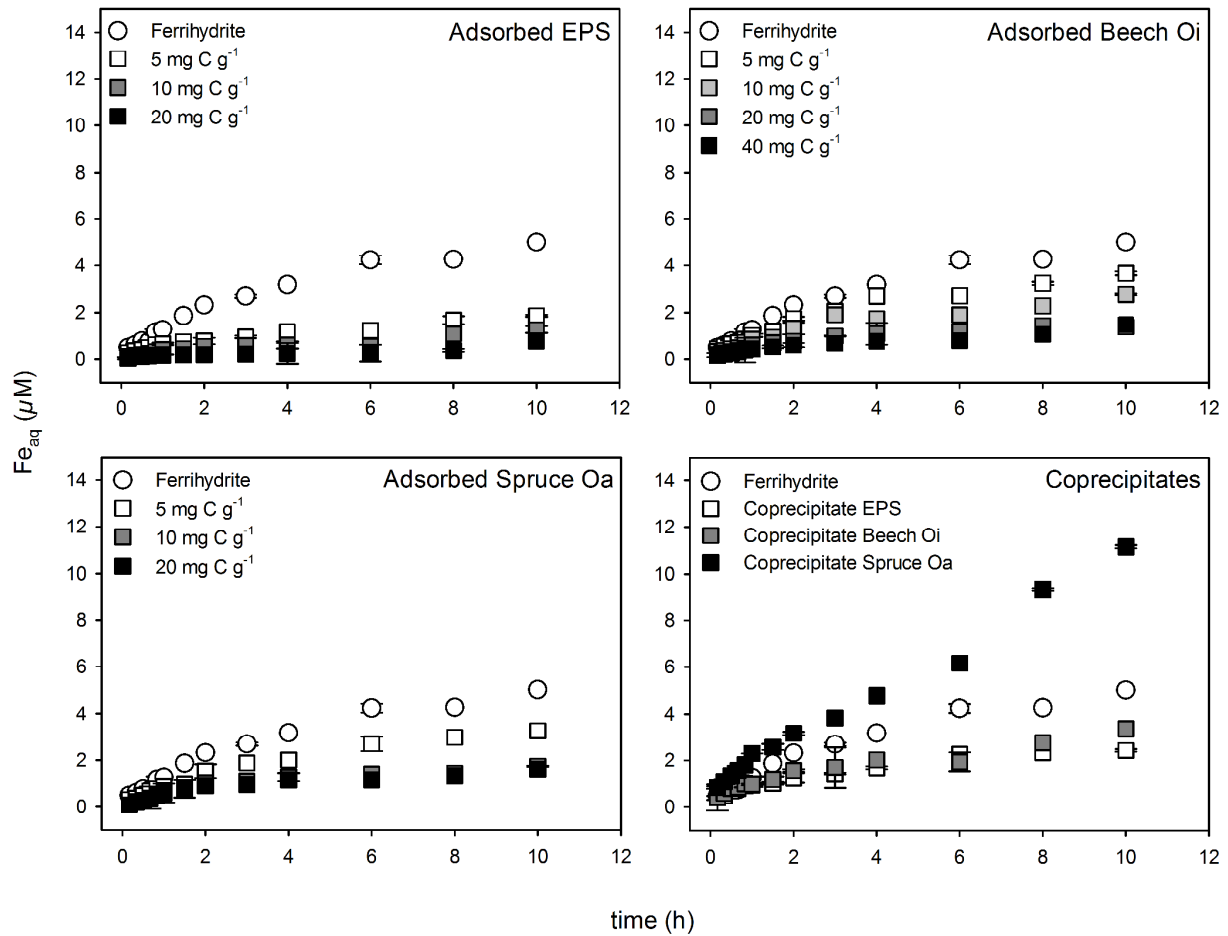 Adsorbed EPS
Ferrihydrite
5 mg C g⁻¹
10 mg C g⁻¹
20 mg C g⁻¹
14
12
10
8
6
4
2
0
0 2 4 6 8 10 12
Adsorbed Beech Oi
Ferrihydrite
5 mg C g⁻¹
10 mg C g⁻¹
20 mg C g⁻¹
40 mg C g⁻¹
14
12
10
8
6
4
2
0
0 2 4 6 8 10 12
Fe_aq (µM)
Adsorbed Spruce Oa
Ferrihydrite
5 mg C g⁻¹
10 mg C g⁻¹
20 mg C g⁻¹
14
12
10
8
6
4
2
0
0 2 4 6 8 10 12
Coprecipitates
Ferrihydrite
Coprecipitate EPS
Coprecipitate Beech Oi
Coprecipitate Spruce Oa
14
12
10
8
6
4
2
0
0 2 4 6 8 10 12
time (h)